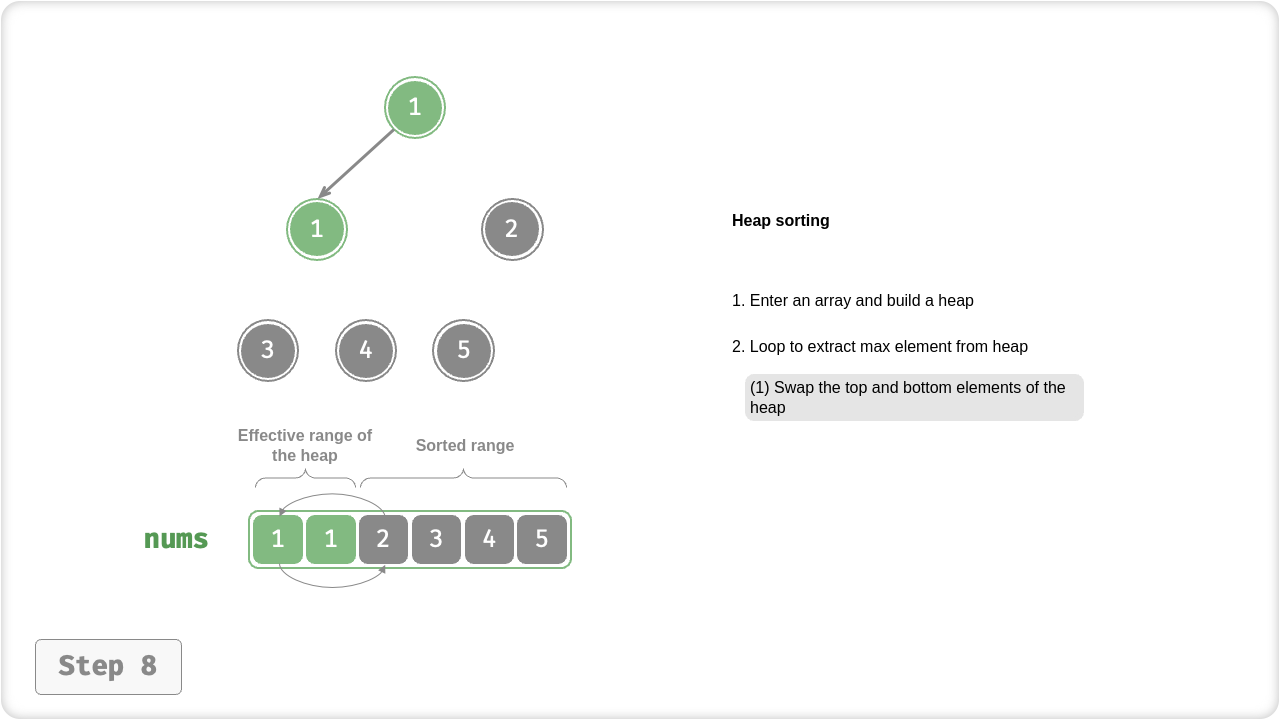 1
1
2
3
4
5
Heap sorting
1. Enter an array and build a heap
2. Loop to extract max element from heap
(1) Swap the top and bottom elements of the
heap
Effective range of
the heap
Sorted range
nums
1 1 2 3 4 5
Step 8